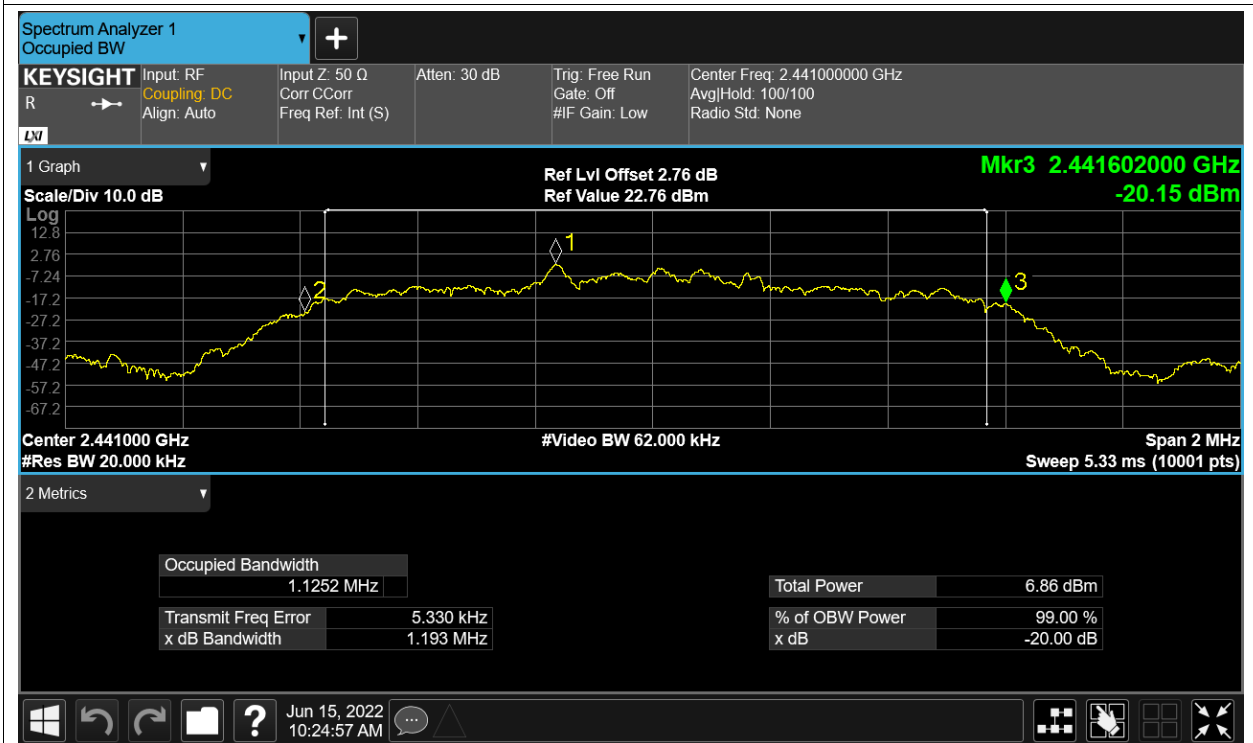 Spectrum Analyzer 1
Occupied BW
KEYSIGHT
R
LXI
Input: RF
Coupling: DC
Align: Auto
Input Z: 50 Ω
Corr CCorr
Freq Ref: Int (S)
Atten: 30 dB
Trig: Free Run
Gate: Off
#IF Gain: Low
Center Freq: 2.441000000 GHz
Avg|Hold: 100/100
Radio Std: None
1 Graph
Scale/Div 10.0 dB
Ref Lvl Offset 2.76 dB
Ref Value 22.76 dBm
Mkr3 2.441602000 GHz
-20.15 dBm
Log
12.8
2.76
-7.24
-17.2
-27.2
-37.2
-47.2
-57.2
-67.2
1
2
3
Center 2.441000 GHz
#Video BW 62.000 kHz
Span 2 MHz
#Res BW 20.000 kHz
Sweep 5.33 ms (10001 pts)
2 Metrics
Occupied Bandwidth
1.1252 MHz
Total Power 6.86 dBm
Transmit Freq Error 5.330 kHz
% of OBW Power 99.00 %
x dB Bandwidth 1.193 MHz
x dB -20.00 dB
?
Jun 15, 2022
10:24:57 AM